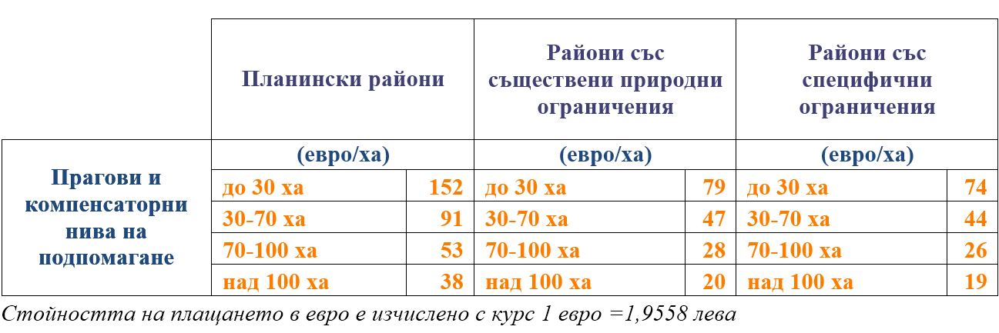 Планински райони
Райони със
съществени природни
ограничения
Райони със
специфични
ограничения
Прагови и
компенсаторни
нива на
подпомагане
(евро/ха) (евро/ха) (евро/ха)
до 30 ха 152 до 30 ха 79 до 30 ха 74
30-70 ха 91 30-70 ха 47 30-70 ха 44
70-100 ха 53 70-100 ха 28 70-100 ха 26
над 100 ха 38 над 100 ха 20 над 100 ха 19
Стойността на плащането в евро е изчислено с курс 1 евро =1,9558 лева